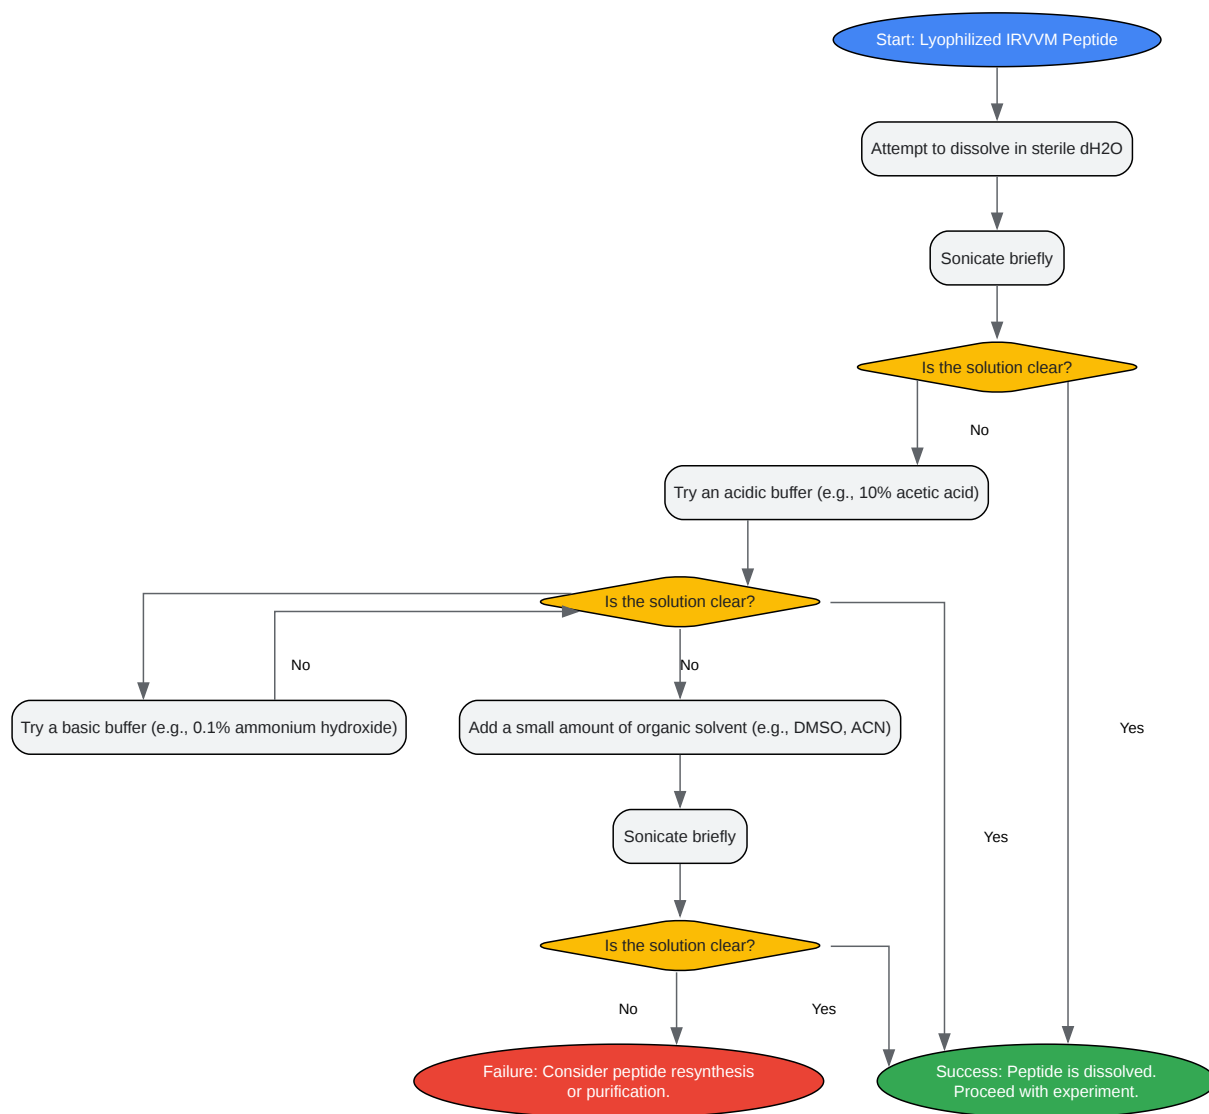 Start: Lyophilized IRVVM Peptide
Attempt to dissolve in sterile dH2O
Sonicate briefly
Is the solution clear?
No
Try an acidic buffer (e.g., 10% acetic acid)
Is the solution clear?
No
No
Try a basic buffer (e.g., 0.1% ammonium hydroxide)
Add a small amount of organic solvent (e.g., DMSO, ACN)
Yes
Sonicate briefly
Yes
Is the solution clear?
No
Yes
Failure: Consider peptide resynthesis
or purification.
Success: Peptide is dissolved.
Proceed with experiment.